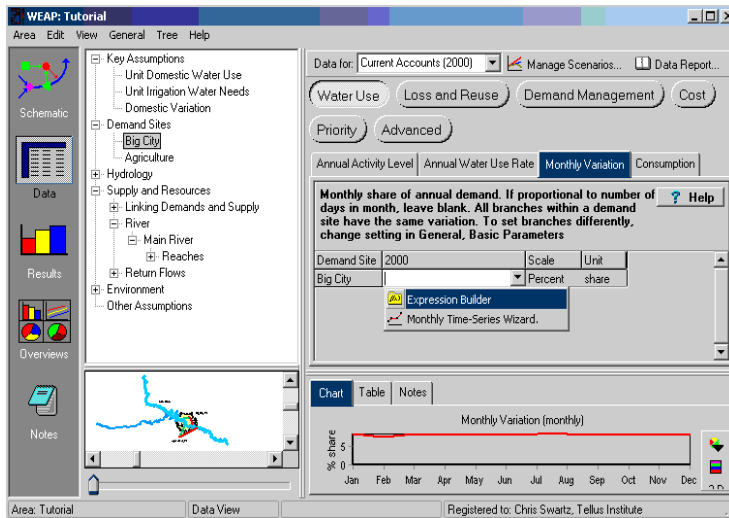 WEAP: Tutorial
Area Edit View General Tree Help
Schematic
Data
Results
Overviews
Notes
Key Assumptions
Unit Domestic Water Use
Unit Irrigation Water Needs
Domestic Variation
Demand Sites
Big City
Agriculture
Hydrology
Supply and Resources
Linking Demands and Supply
River
Main River
Reaches
Return Flows
Environment
Other Assumptions
Data for: Current Accounts (2000) Manage Scenarios... Data Report...
Water Use Loss and Reuse Demand Management Cost
Priority Advanced
Annual Activity Level Annual Water Use Rate Monthly Variation Consumption
Monthly share of annual demand. If proportional to number of
days in month, leave blank. All branches within a demand
site have the same variation. To set branches differently,
change setting in General, Basic Parameters
? Help
Demand Site 2000 Scale Unit
Big City Percent share
Expression Builder
Monthly Time-Series Wizard.
Chart Table Notes
Monthly Variation (monthly)
% share
5
0
Jan Feb Mar Apr May Jun Jul Aug Sep Oct Nov Dec
Area: Tutorial Data View Registered to: Chris Swartz, Tellus Institute